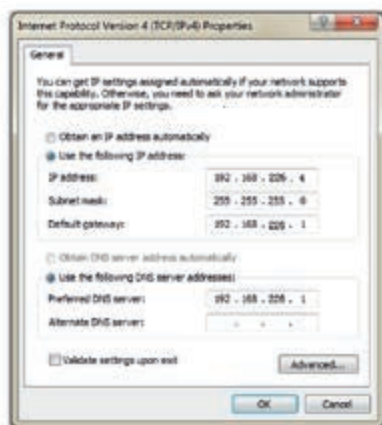 Internet Protocol Version 4 (TCP/IPv4) Properties
General
You can get IP settings assigned automatically if your network supports
this capability. Otherwise, you need to ask your network administrator
for the appropriate IP settings.
Obtain an IP address automatically
Use the following IP address:
IP address: 192 . 168 . 226 . 4
Subnet mask: 255 . 255 . 255 . 0
Default gateway: 192 . 168 . 226 . 1
Obtain DNS server address automatically
Use the following DNS server addresses:
Preferred DNS server: 192 . 168 . 226 . 1
Alternate DNS server: . . .
Validate settings upon exit
Advanced...
OK Cancel